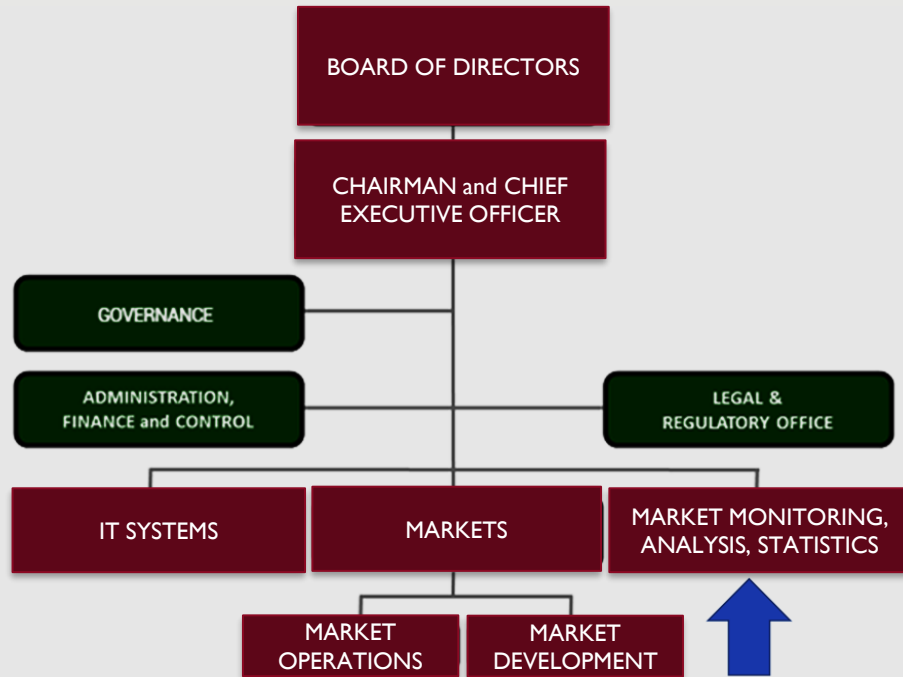 BOARD OF DIRECTORS
CHAIRMAN and CHIEF
EXECUTIVE OFFICER
GOVERNANCE
ADMINISTRATION,
FINANCE and CONTROL
LEGAL &
REGULATORY OFFICE
IT SYSTEMS
MARKETS
MARKET MONITORING,
ANALYSIS, STATISTICS
MARKET
OPERATIONS
MARKET
DEVELOPMENT